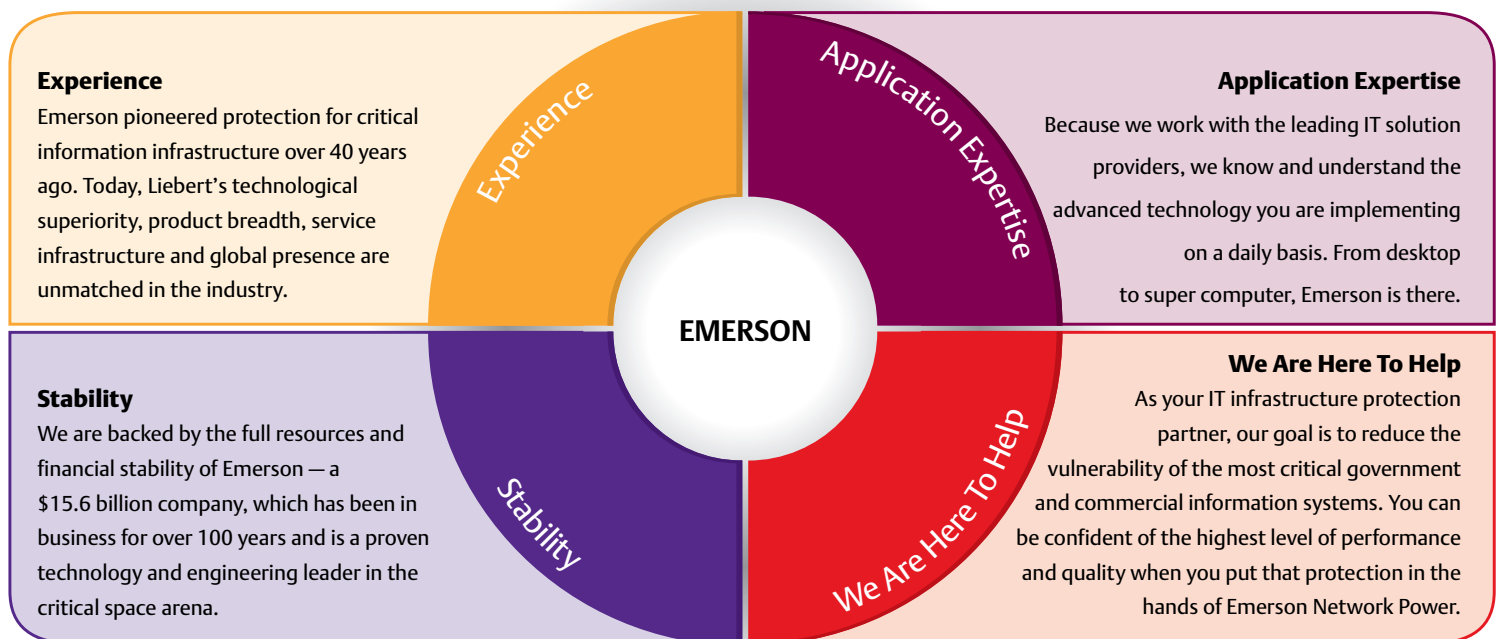 Experience
Emerson pioneered protection for critical
information infrastructure over 40 years
ago. Today, Liebert’s technological
superiority, product breadth, service
infrastructure and global presence are
unmatched in the industry.
Experience
Application Expertise
Application Expertise
Because we work with the leading IT solution
providers, we know and understand the
advanced technology you are implementing
on a daily basis. From desktop
to super computer, Emerson is there.
EMERSON
Stability
We are backed by the full resources and
financial stability of Emerson — a
$15.6 billion company, which has been in
business for over 100 years and is a proven
technology and engineering leader in the
critical space arena.
Stability
We Are Here To Help
We Are Here To Help
As your IT infrastructure protection
partner, our goal is to reduce the
vulnerability of the most critical government
and commercial information systems. You can
be confident of the highest level of performance
and quality when you put that protection in the
hands of Emerson Network Power.